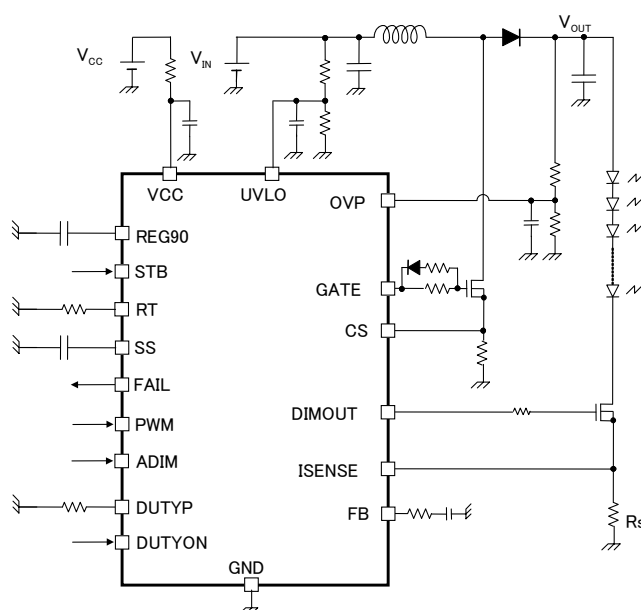 VCC
VIN
VOUT
VCC
UVLO
OVP
REG90
STB
GATE
RT
CS
SS
FAIL
DIMOUT
PWM
ADIM
ISENSE
DUTYP
FB
Rs
DUTYON
GND